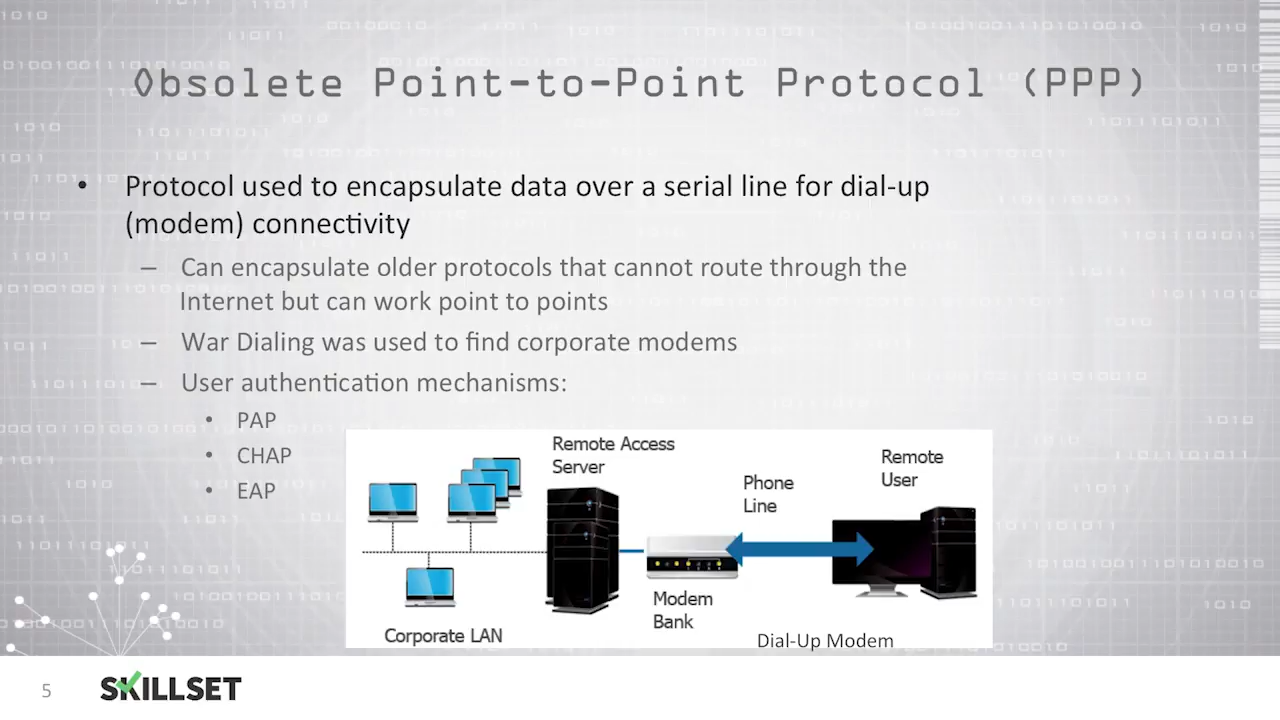 Obsolete Point-to-Point Protocol (PPP)
• Protocol used to encapsulate data over a serial line for dial-up
(modem) connectivity
– Can encapsulate older protocols that cannot route through the
Internet but can work point to points
– War Dialing was used to find corporate modems
– User authentication mechanisms:
• PAP
• CHAP
• EAP
Remote Access
Server
Phone
Line
Remote
User
Modem
Bank
Corporate LAN
Dial-Up Modem
5
SKILLSET